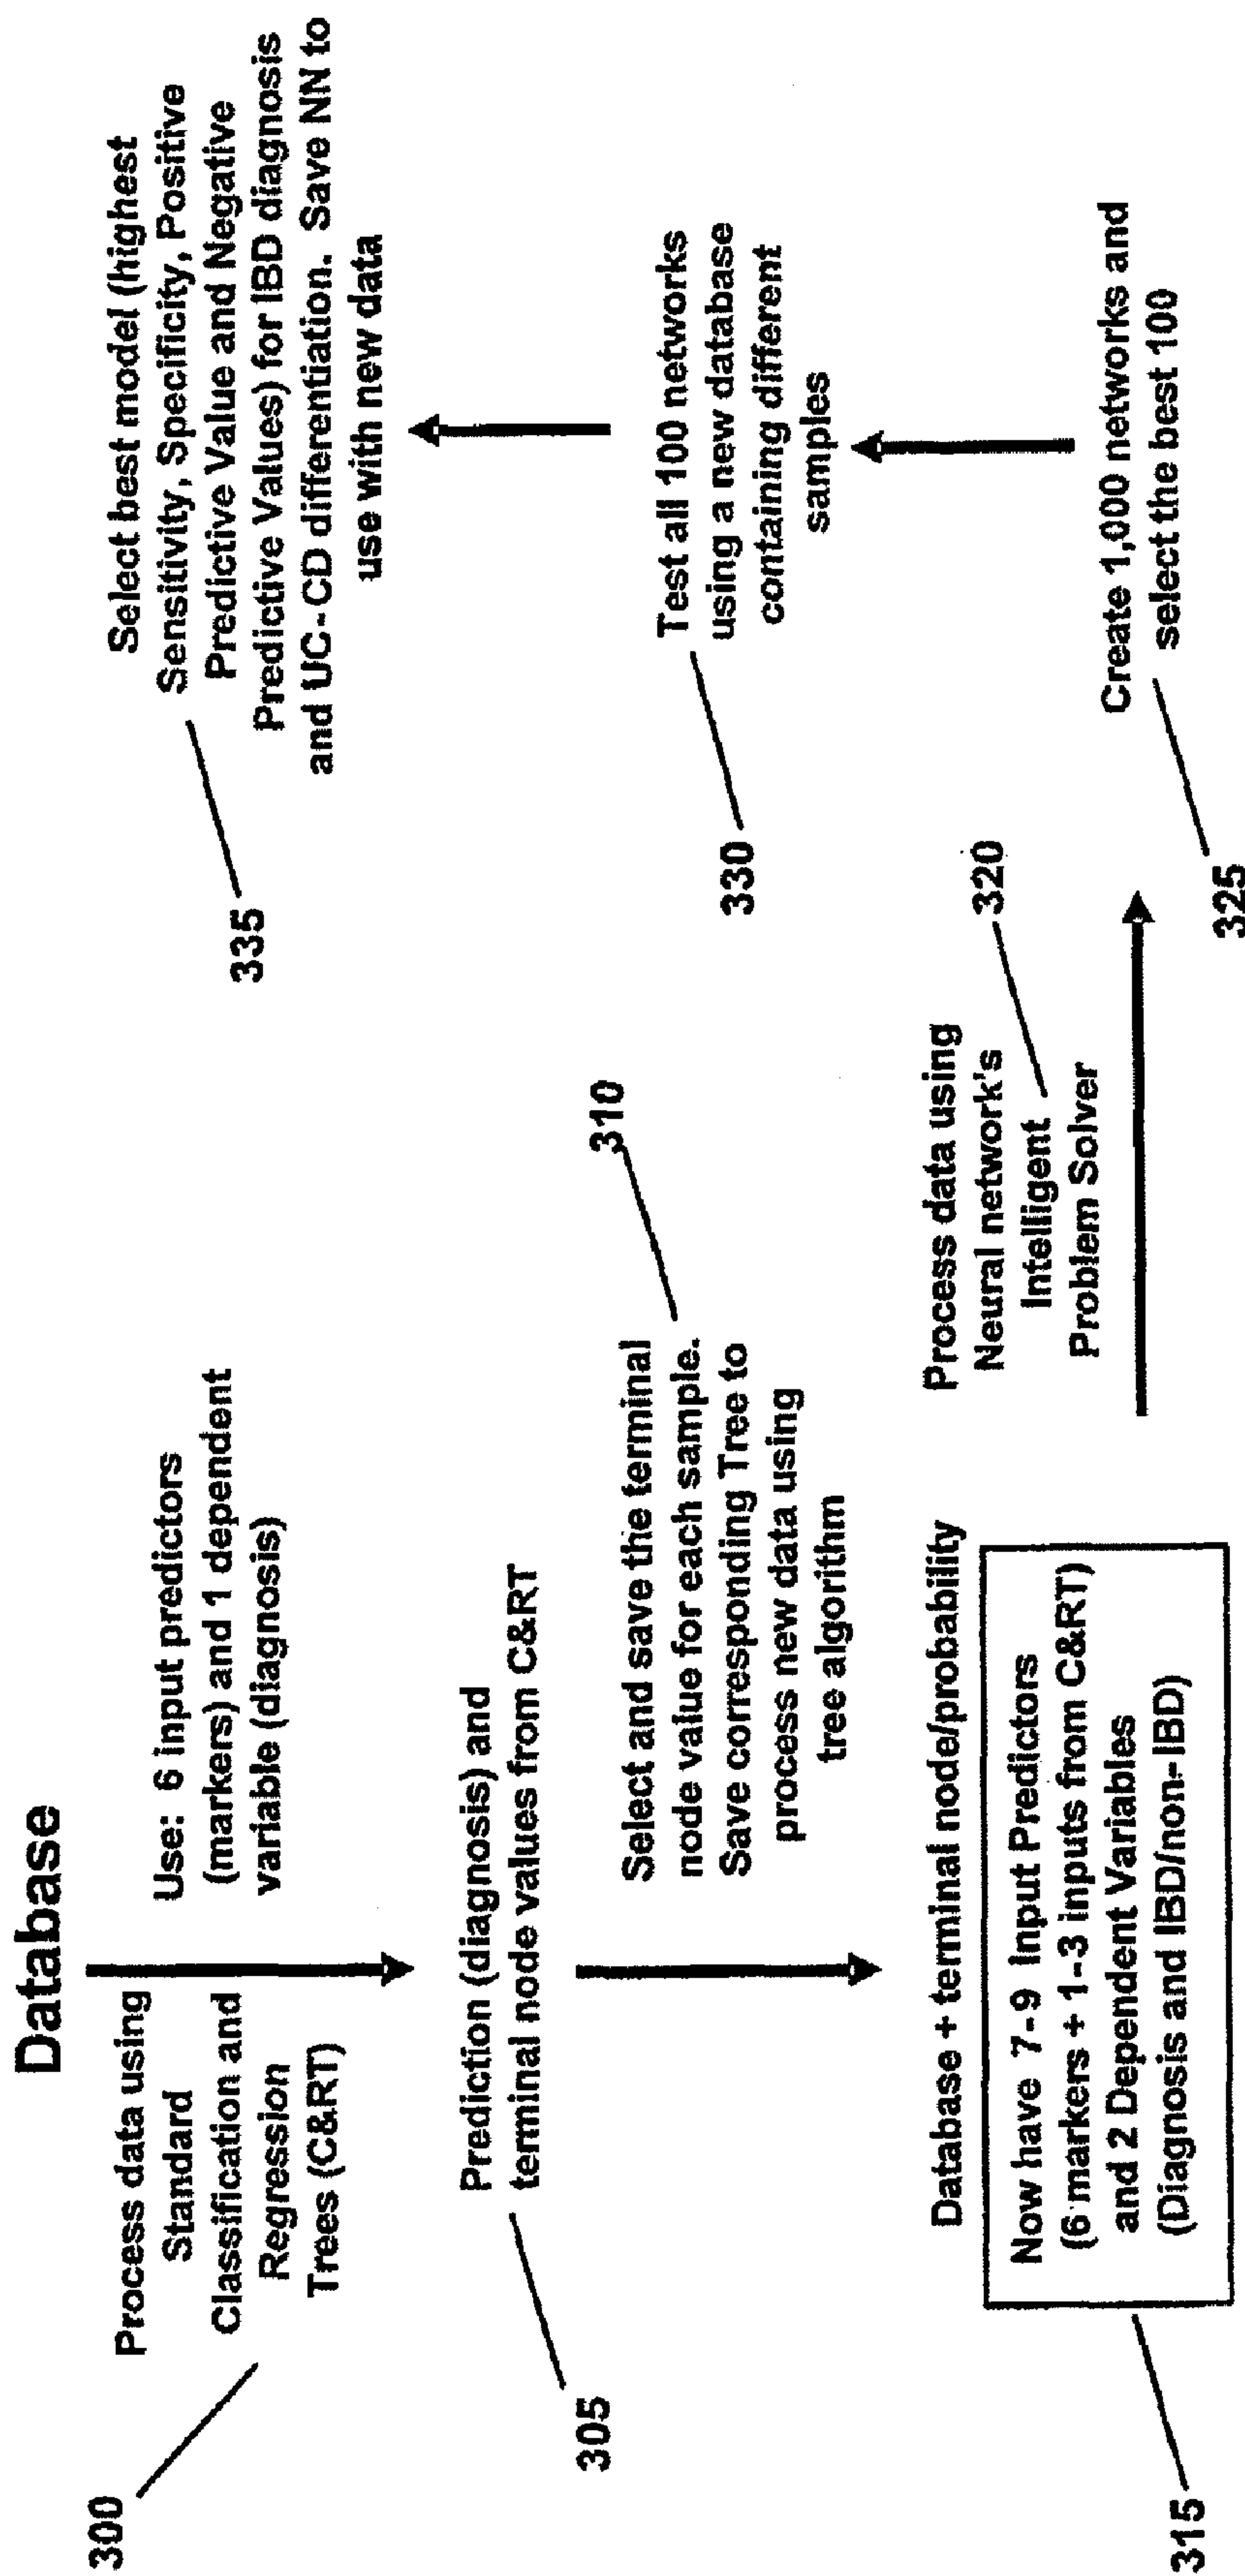 Database
300
Process data using
Standard
Classification and
Regression
Trees (C&RT)
Use: 6 input predictors
(markers) and 1 dependent
variable (diagnosis)
305
Prediction (diagnosis) and
terminal node values from C&RT
310
Select and save the terminal
node value for each sample.
Save corresponding Tree to
process new data using
tree algorithm
Database + terminal node/probability
315
Now have 7-9 Input Predictors
(6 markers + 1-3 inputs from C&RT)
and 2 Dependent Variables
(Diagnosis and IBD/non-IBD)
Process data using
Neural network's
Intelligent
Problem Solver
320
325
Create 1,000 networks and
select the best 100
330
Test all 100 networks
using a new database
containing different
samples
335
Select best model (highest
Sensitivity, Specificity, Positive
Predictive Value and Negative
Predictive Values) for IBD diagnosis
and UC-CD differentiation. Save NN to
use with new data